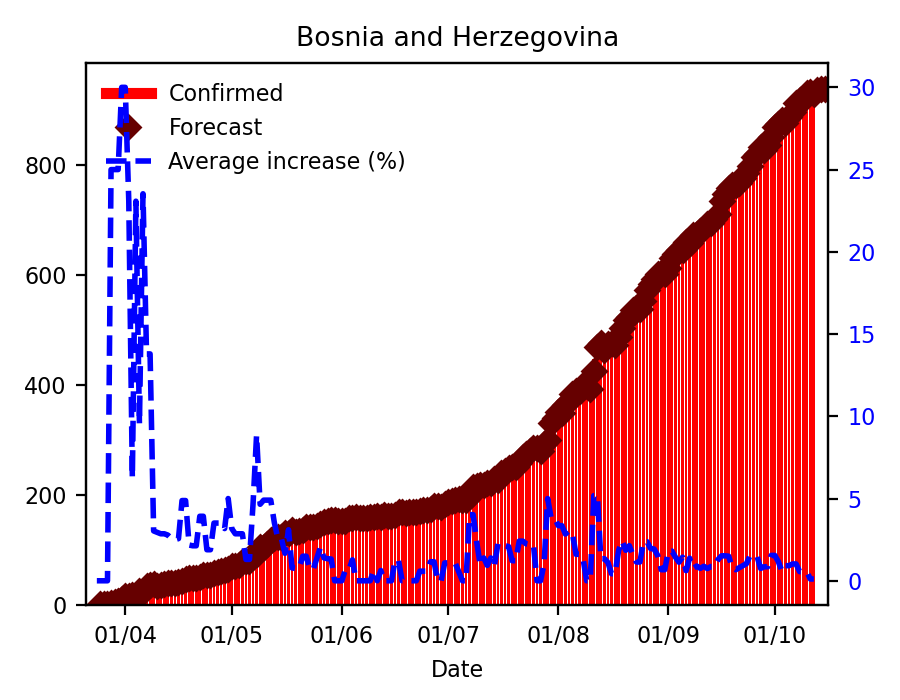 Bosnia and Herzegovina
Confirmed
Forecast
Average increase (%)
800
600
400
200
0
30
25
20
15
10
5
0
01/04 01/05 01/06 01/07 01/08 01/09 01/10
Date